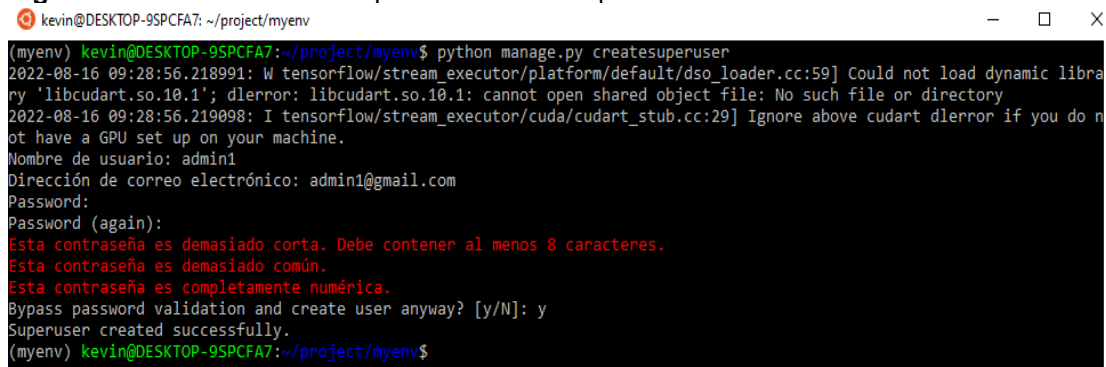 kevin@DESKTOP-9SPCFA7: ~/project/myenv
(myenv) kevin@DESKTOP-9SPCFA7:~/project/myenv$ python manage.py createsuperuser
2022-08-16 09:28:56.218991: W tensorflow/stream_executor/platform/default/dso_loader.cc:59] Could not load dynamic libra
ry 'libcudart.so.10.1'; dlerror: libcudart.so.10.1: cannot open shared object file: No such file or directory
2022-08-16 09:28:56.219098: I tensorflow/stream_executor/cuda/cudart_stub.cc:29] Ignore above cudart dlerror if you do n
ot have a GPU set up on your machine.
Nombre de usuario: admin1
Dirección de correo electrónico: admin1@gmail.com
Password:
Password (again):
Esta contraseña es demasiado corta. Debe contener al menos 8 caracteres.
Esta contraseña es demasiado común.
Esta contraseña es completamente numérica.
Bypass password validation and create user anyway? [y/N]: y
Superuser created successfully.
(myenv) kevin@DESKTOP-9SPCFA7:~/project/myenv$